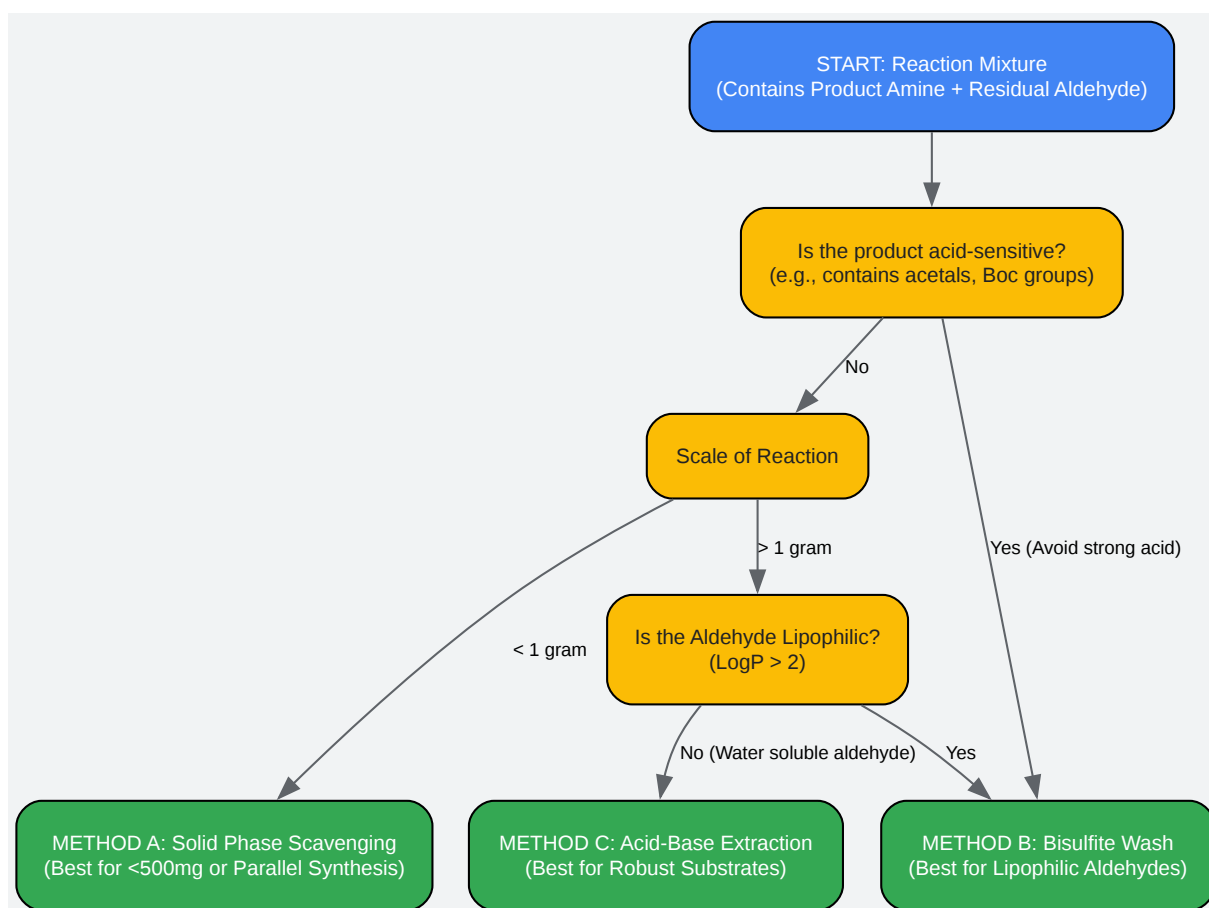 START: Reaction Mixture
(Contains Product Amine + Residual Aldehyde)
Is the product acid-sensitive?
(e.g., contains acetals, Boc groups)
No
Scale of Reaction
> 1 gram
Yes (Avoid strong acid)
Is the Aldehyde Lipophilic?
(LogP > 2)
< 1 gram
No (Water soluble aldehyde)
Yes
METHOD A: Solid Phase Scavenging
(Best for <500mg or Parallel Synthesis)
METHOD C: Acid-Base Extraction
(Best for Robust Substrates)
METHOD B: Bisulfite Wash
(Best for Lipophilic Aldehydes)